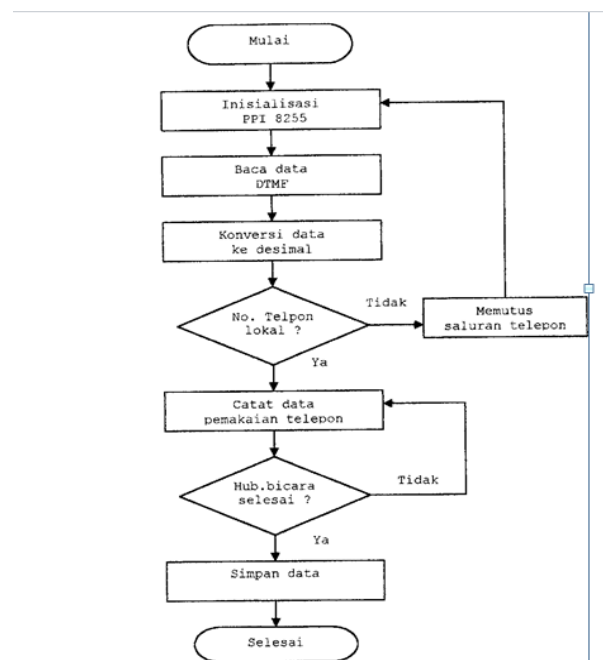 Mulai
Inisialisasi
PPI 8255
Baca data
DTMF
Konversi data
ke desimal
No. Telpon
lokal ?
Tidak
Memutus
saluran telepon
Ya
Catat data
pemakaian telepon
Hub.bicara
selesai ?
Tidak
Ya
Simpan data
Selesai